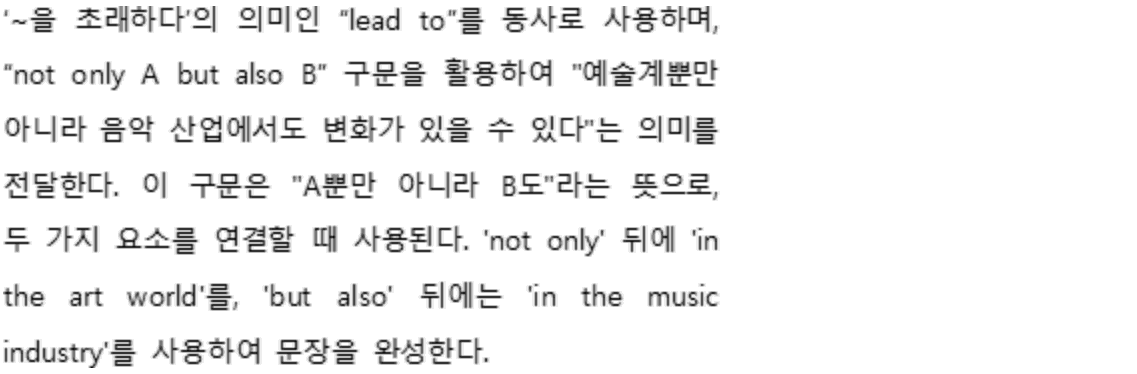 ‘~을 초래하다’의 의미인 “lead to”를 동사로 사용하며,
“not only A but also B” 구문을 활용하여 "예술계뿐만
아니라 음악 산업에서도 변화가 있을 수 있다"는 의미를
전달한다. 이 구문은 "A뿐만 아니라 B도"라는 뜻으로,
두 가지 요소를 연결할 때 사용된다. 'not only' 뒤에 'in
the art world'를, 'but also' 뒤에는 'in the music
industry'를 사용하여 문장을 완성한다.